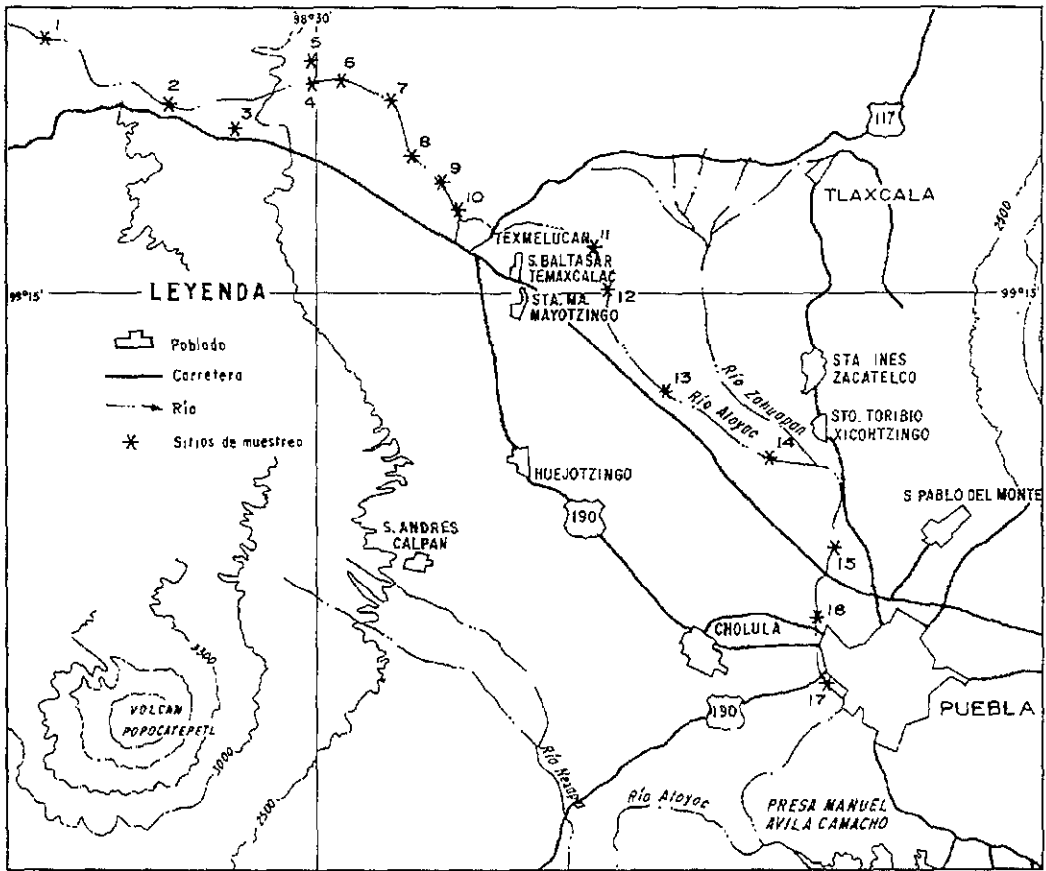 98°30'
1
5
6
2
4
7
3
117
8
9
TLAXCALA
10
TEXMELUCAN
11
S. BALTASAR
TEMAXCALAC
2500
99°15'
LEYENDA
STA. MA.
MAYOTZINGO
12
99°15'
Poblado
Carretera
Río
Sitios de muestreo
STA INES
ZACATELCO
Río Zahuapan
13
Río Atoyac
14
STO. TORIBIO
XICOHTZINGO
HUEJOTZINGO
S PABLO DEL MONTE
190
S. ANDRES
CALPAN
15
18
CHOLULA
3300
VOLCAN
POPOCATEPETL
17
190
PUEBLA
3000
2500
Río Nexapa
Río Atoyac
PRESA MANUEL
AVILA CAMACHO